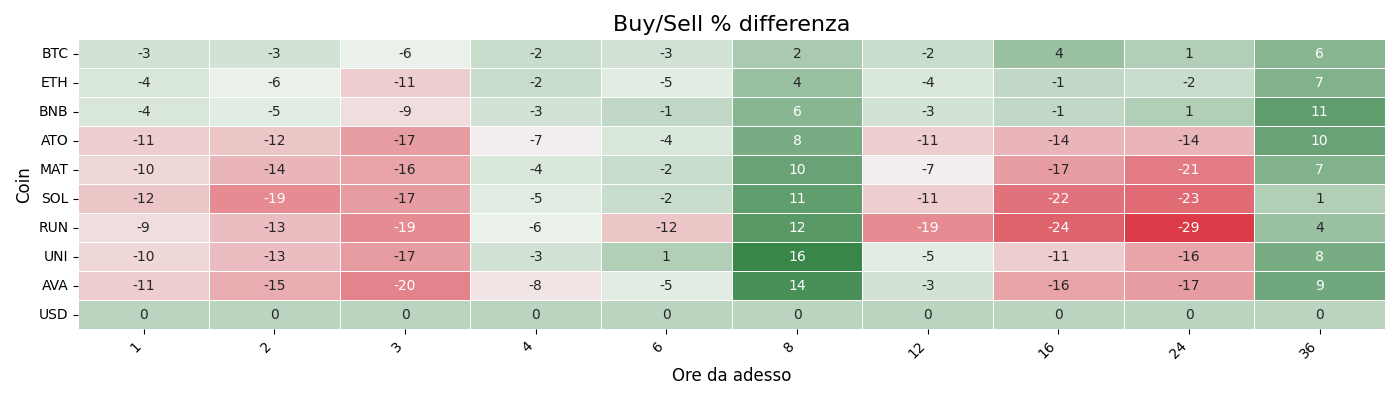 Buy/Sell % differenza
Coin
BTC -3 -3 -6 -2 -3 2 -2 4 1 6
ETH -4 -6 -11 -2 -5 4 -4 -1 -2 7
BNB -4 -5 -9 -3 -1 6 -3 -1 1 11
ATO -11 -12 -17 -7 -4 8 -11 -14 -14 10
MAT -10 -14 -16 -4 -2 10 -7 -17 -21 7
SOL -12 -19 -17 -5 -2 11 -11 -22 -23 1
RUN -9 -13 -19 -6 -12 12 -19 -24 -29 4
UNI -10 -13 -17 -3 1 16 -5 -11 -16 8
AVA -11 -15 -20 -8 -5 14 -3 -16 -17 9
USD 0 0 0 0 0 0 0 0 0 0
1 2 3 4 6 8 12 16 24 36
Ore da adesso